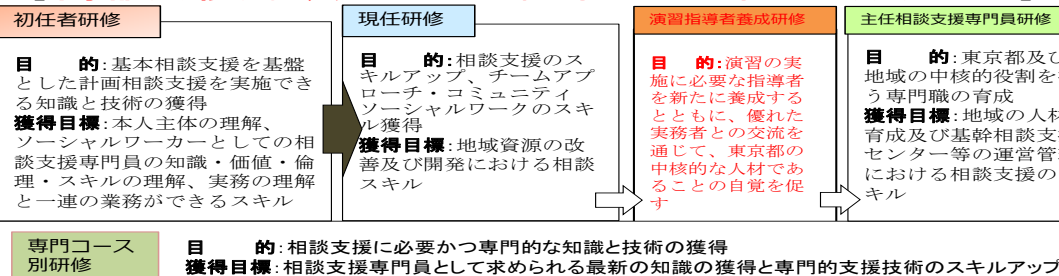 初任者研修
目　　的:基本相談支援を基盤
とした計画相談支援を実施でき
る知識と技術の獲得
獲得目標:本人主体の理解、
ソーシャルワーカーとしての相
談支援専門員の知識・価値・倫
理・スキルの理解、実務の理解
と一連の業務ができるスキル
現任研修
目　　的:相談支援のス
キルアップ、チームアプ
ローチ・コミュニティ
ソーシャルワークのスキ
ル獲得
獲得目標:地域資源の改
善及び開発における相談
スキル
演習指導者養成研修
目　的:演習の実
施に必要な指導者
を新たに養成する
とともに、優れた
実務者との交流を
通じて、東京都の
中核的な人材であ
ることの自覚を促
す
主任相談支援専門員研修
目　　的:東京都及び
地域の中核的役割を
う専門職の育成
獲得目標:地域の人材
育成及び基幹相談支
センター等の運営管
における相談支援の
キル
専門コース
別研修
目　　的:相談支援に必要かつ専門的な知識と技術の獲得
獲得目標:相談支援専門員として求められる最新の知識の獲得と専門的支援技術のスキルアップ